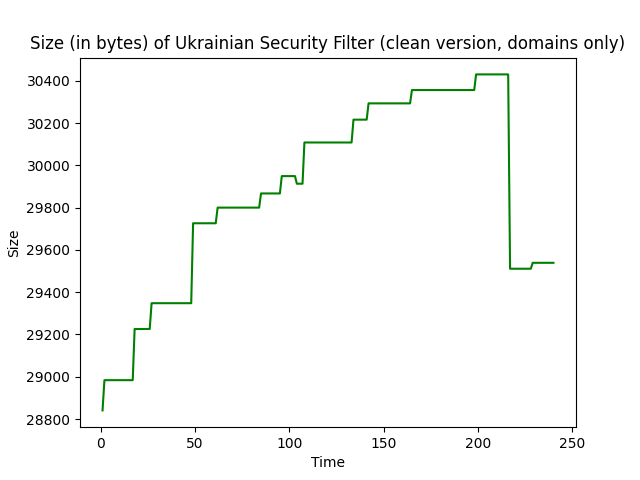 Size (in bytes) of Ukrainian Security Filter (clean version, domains only)
30400
30200
30000
29800
29600
29400
29200
29000
28800
Size
0 50 100 150 200 250
Time